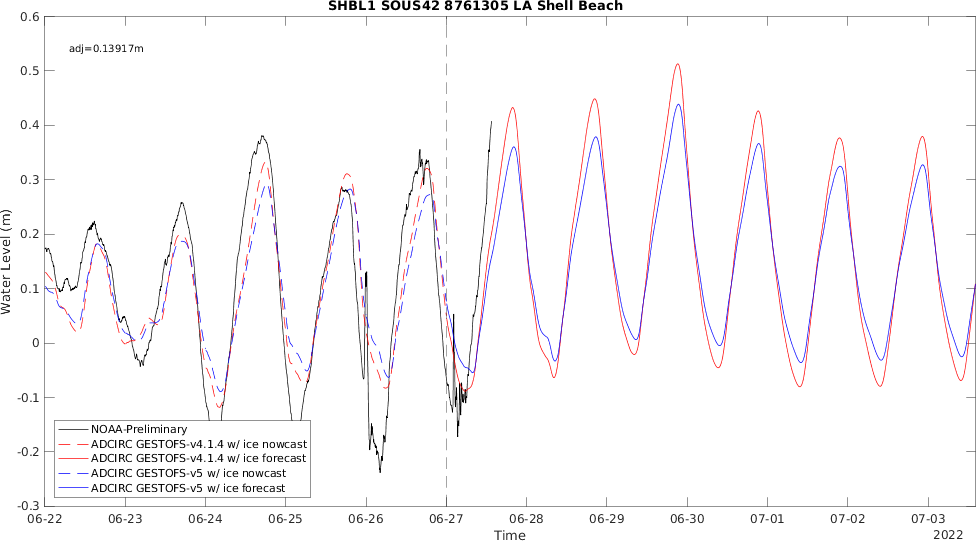 SHBL1 SOUS42 8761305 LA Shell Beach
adj=0.13917m
Water Level (m)
0.6
0.5
0.4
0.3
0.2
0.1
0
-0.1
-0.2
-0.3
NOAA-Preliminary
ADCIRC GESTOFS-v4.1.4 w/ ice nowcast
ADCIRC GESTOFS-v4.1.4 w/ ice forecast
ADCIRC GESTOFS-v5 w/ ice nowcast
ADCIRC GESTOFS-v5 w/ ice forecast
06-22 06-23 06-24 06-25 06-26 06-27 06-28 06-29 06-30 07-01 07-02 07-03
Time
2022